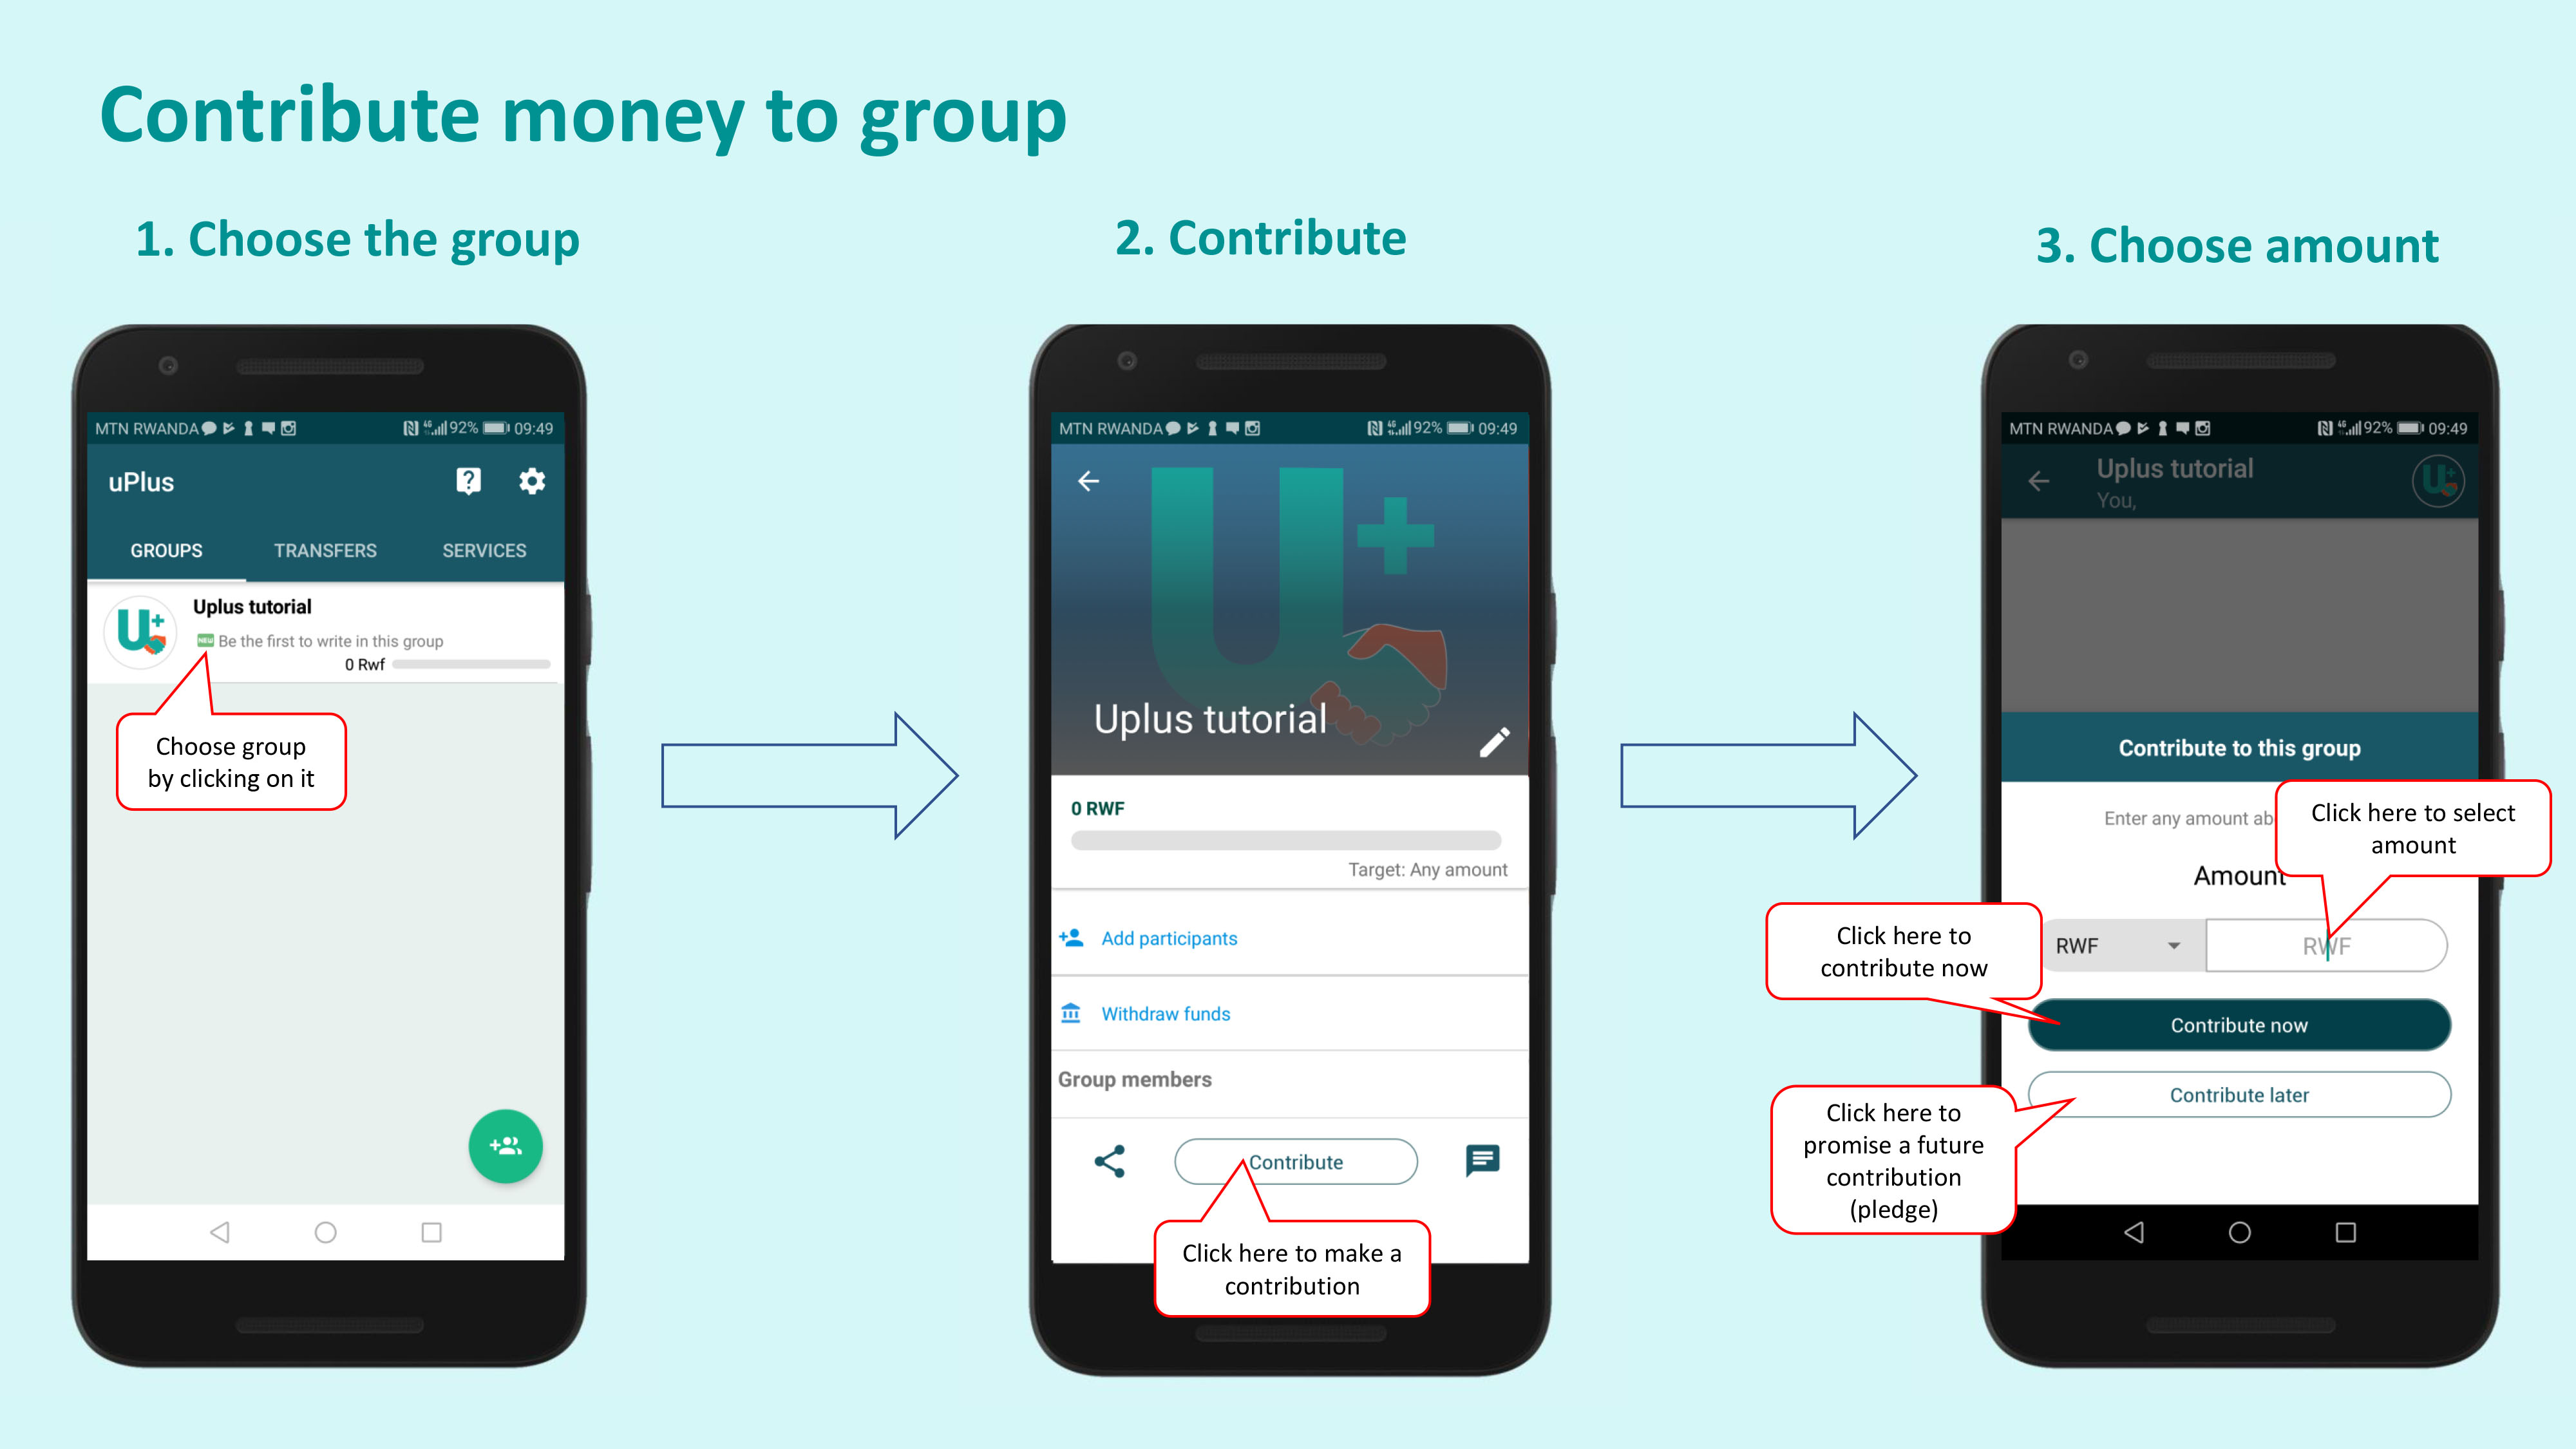 Contribute money to group
1. Choose the group
2. Contribute
3. Choose amount
MTN RWANDA
92%
09:49
uPlus
GROUPS
TRANSFERS
SERVICES
U+
Uplus tutorial
NEW Be the first to write in this group
0 Rwf
Choose group
by clicking on it
MTN RWANDA
92%
09:49
U+
Uplus tutorial
0 RWF
Target: Any amount
Add participants
Withdraw funds
Group members
Contribute
Click here to make a
contribution
MTN RWANDA
92%
09:49
Uplus tutorial
You,
U+
Contribute to this group
Enter any amount
Click here to select
amount
Amount
Click here to
contribute now
RWF
RWF
Contribute now
Contribute later
Click here to
promise a future
contribution
(pledge)